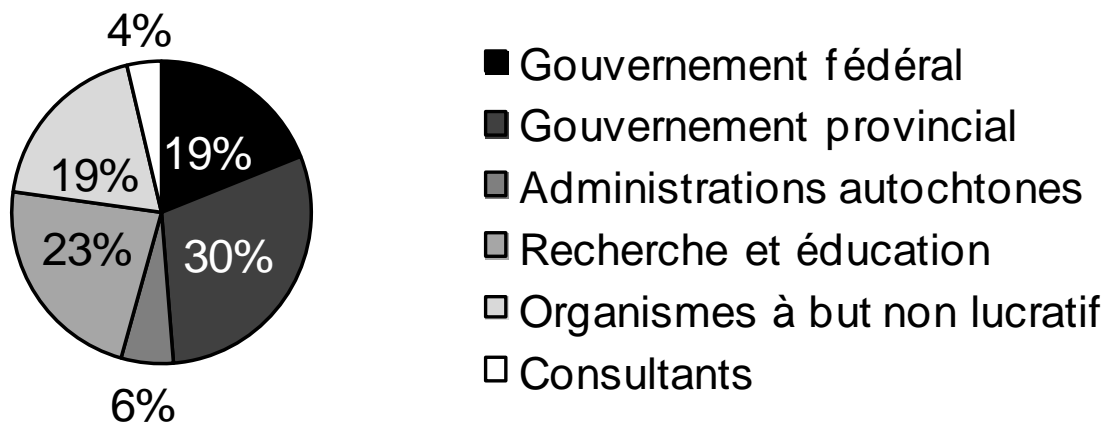 4%
19%
19%
23%
30%
6%
Gouvernement fédéral
Gouvernement provincial
Administrations autochtones
Recherche et éducation
Organismes à but non lucratif
Consultants